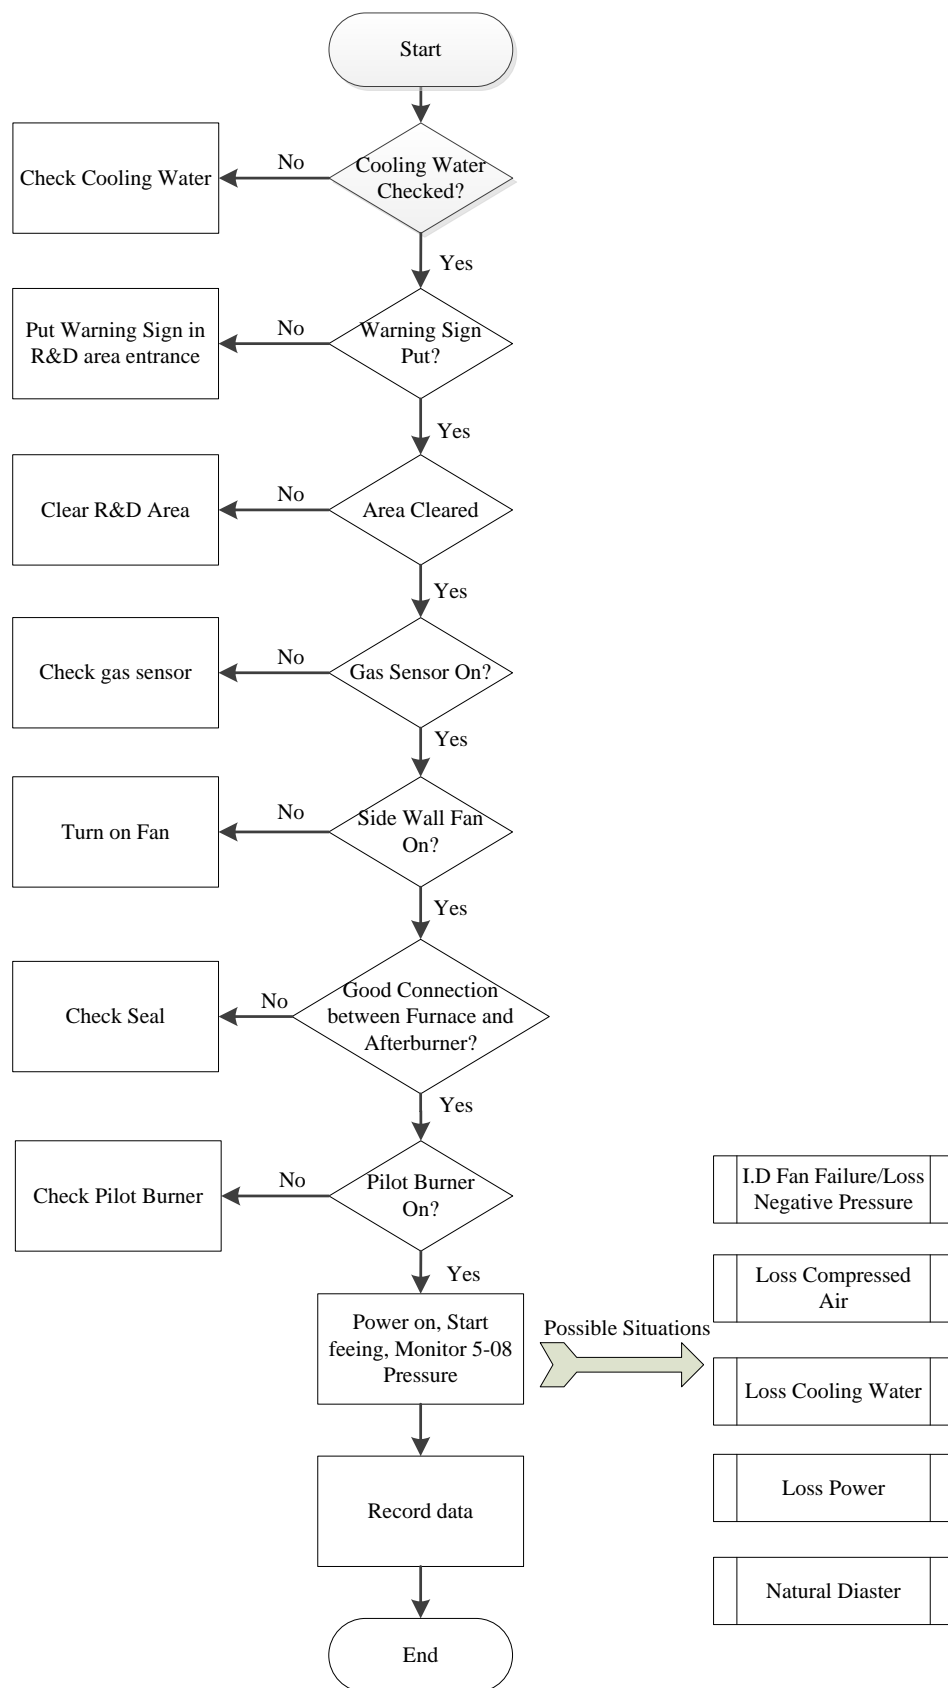 Start
Cooling Water
Checked?
No
Check Cooling Water
Yes
Warning Sign
Put?
No
Put Warning Sign in
R&D area entrance
Yes
Area Cleared
No
Clear R&D Area
Yes
Gas Sensor On?
No
Check gas sensor
Yes
Side Wall Fan
On?
No
Turn on Fan
Yes
Good Connection
between Furnace and
Afterburner?
No
Check Seal
Yes
Pilot Burner
On?
No
Check Pilot Burner
Yes
Power on, Start
feeing, Monitor 5-08
Pressure
Possible Situations
I.D Fan Failure/Loss
Negative Pressure
Loss Compressed
Air
Loss Cooling Water
Loss Power
Natural Diaster
Record data
End